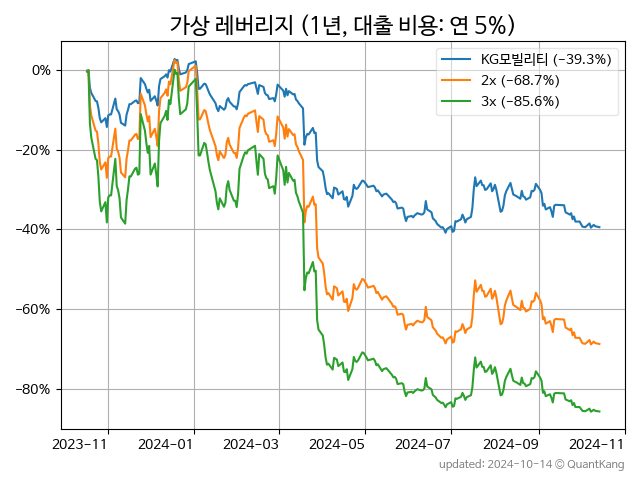 가상 레버리지 (1년, 대출 비용: 연 5%)
KG모빌리티 (−39.3%)
2x (−68.7%)
3x (−85.6%)
0%
−20%
−40%
−60%
−80%
2023−11 2024−01 2024−03 2024−05 2024−07 2024−09 2024−11
updated: 2024-10-14 © QuantKang